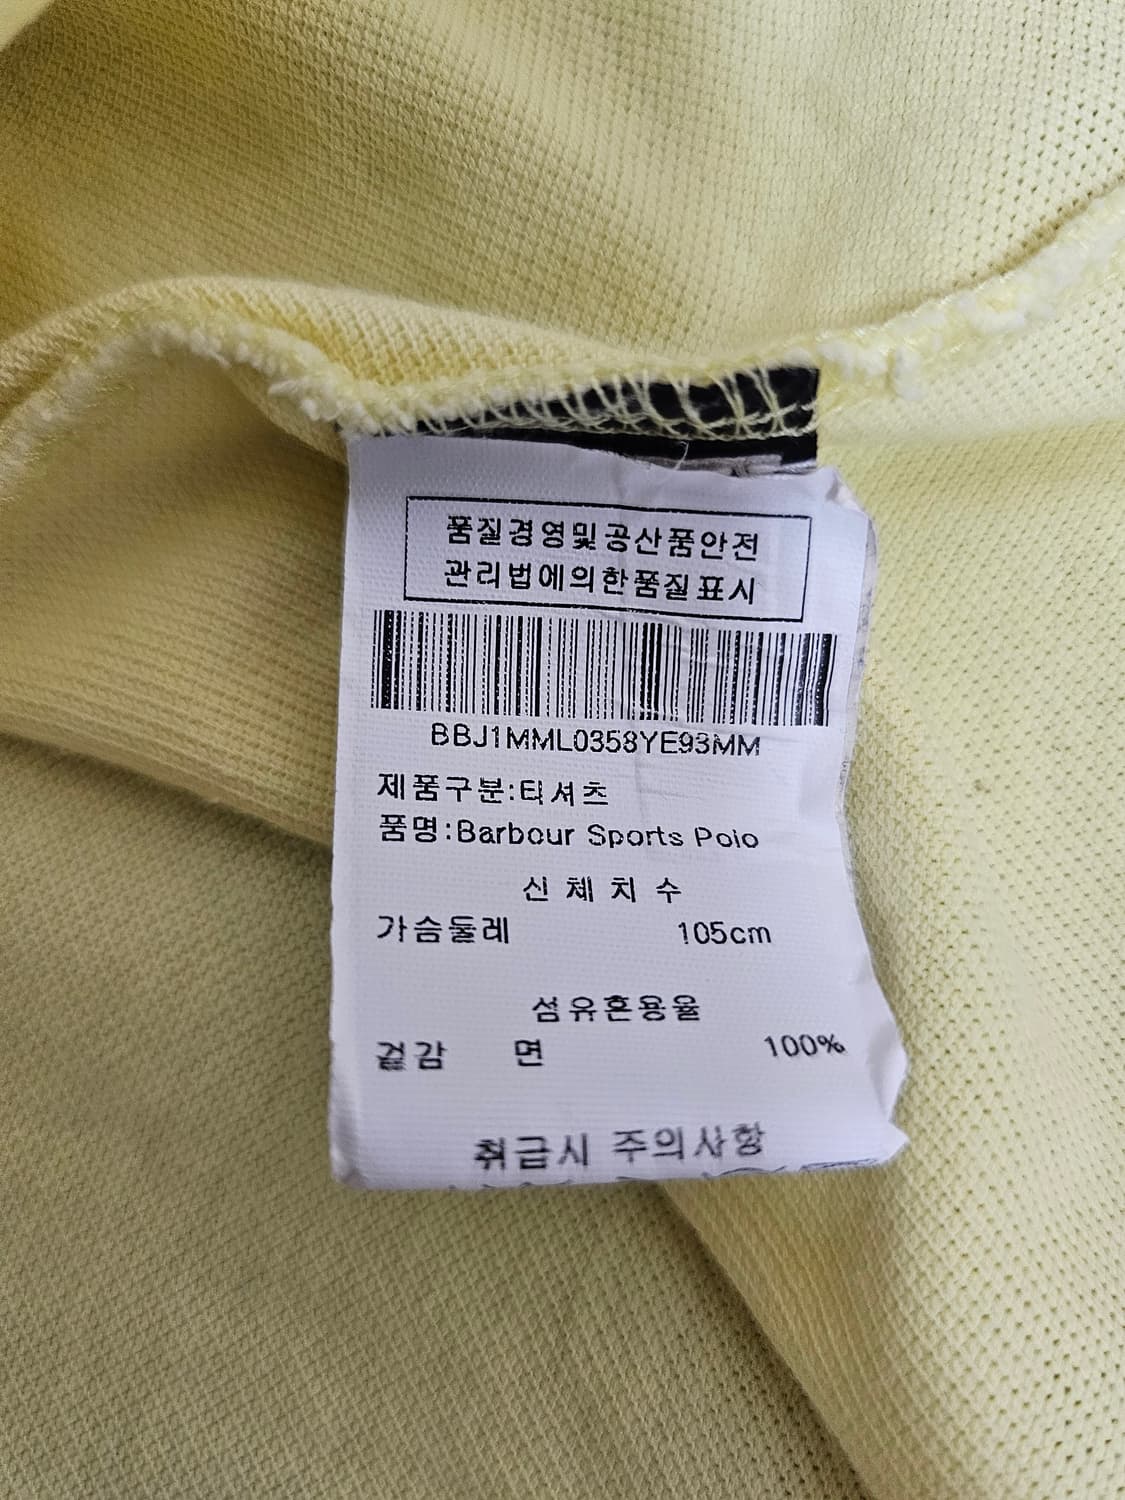 품질경영및공산품안전
관리법에의한품질표시
BBJ1MML0358YE93MM
제품구분:티셔츠
품명:Barbour Sports Polo
신체치수
가슴둘레 105cm
섬유혼용율
겉감 면 100%
취급시 주의사항